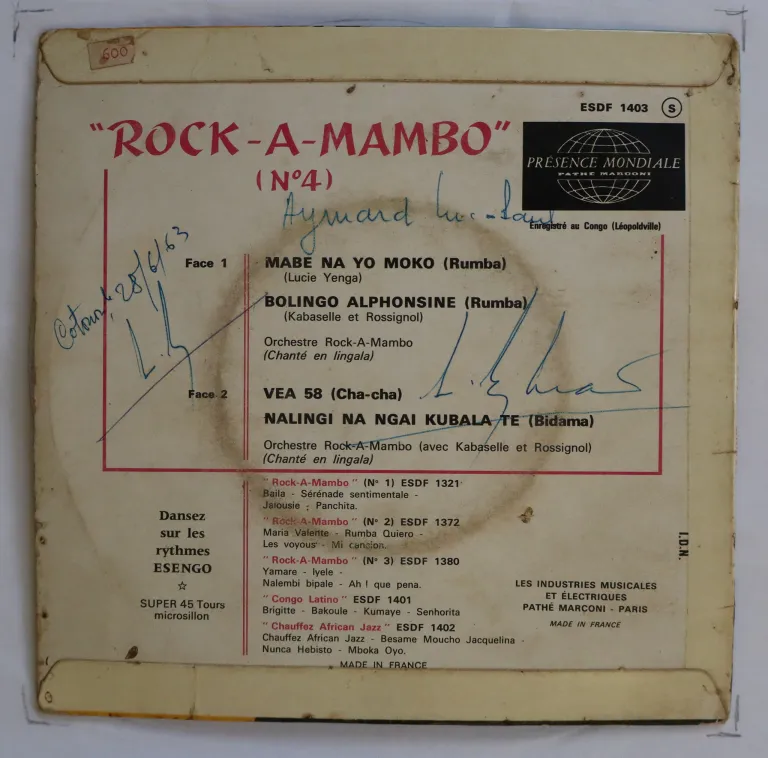 600
ESDF 1403 S
"ROCK-A-MAMBO"
(N°4)
PRÉSENCE MONDIALE
PATHÉ MARCONI
Enregistré au Congo (Léopoldville)
Aymard Luc-Paul
28/6/63
Face 1
MABE NA YO MOKO (Rumba)
(Lucie Yenga)
BOLINGO ALPHONSINE (Rumba)
(Kabaselle et Rossignol)
Orchestre Rock-A-Mambo
(Chanté en lingala)
Face 2
VEA 58 (Cha-cha)
NALINGI NA NGAI KUBALA TE (Bidama)
Orchestre Rock-A-Mambo (avec Kabaselle et Rossignol)
(Chanté en lingala)
Dansez
sur les
rythmes
ESENGO
☆
SUPER 45 Tours
microsillon
"Rock-A-Mambo" (N° 1) ESDF 1321
Baila - Sérénade sentimentale -
Jalousie - Panchita.
"Rock-A-Mambo" (N° 2) ESDF 1372
Maria Valente - Rumba Quiero -
Les voyous - Mi cancion.
"Rock-A-Mambo" (N° 3) ESDF 1380
Yamare - Iyele -
Nalembi bipale - Ah ! que pena.
"Congo Latino" ESDF 1401
Brigitte - Bakoule - Kumaye - Senhorita
"Chauffez African Jazz" ESDF 1402
Chauffez African Jazz - Besame Moucho Jacquelina -
Nunca Hebisto - Mboka Oyo.
MADE IN FRANCE
I.D.N.
LES INDUSTRIES MUSICALES
ET ÉLECTRIQUES
PATHÉ MARCONI - PARIS
MADE IN FRANCE